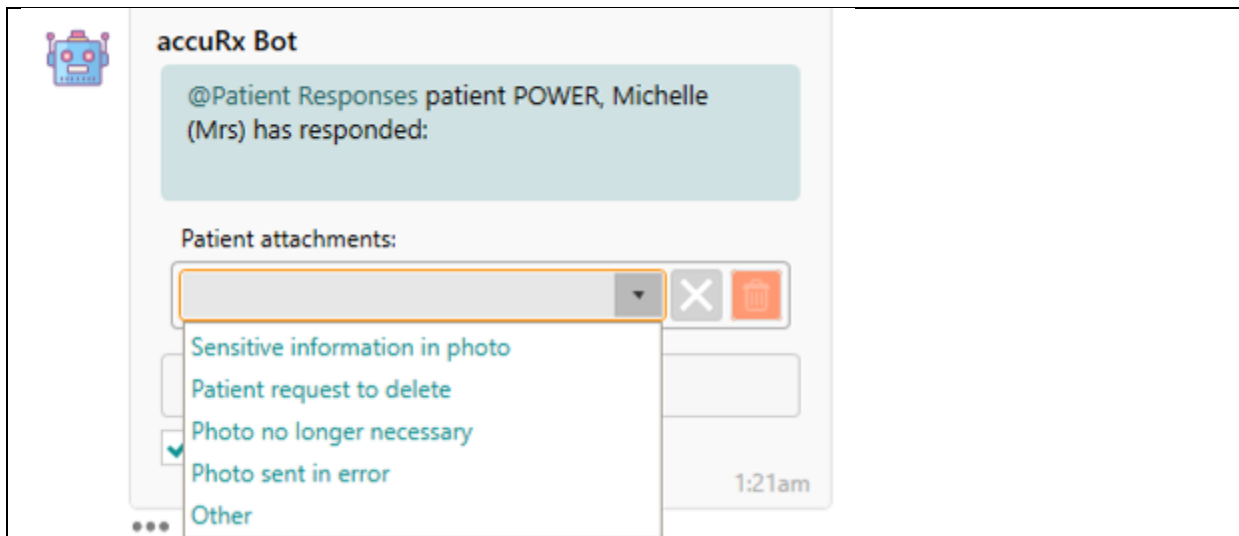 accuRx Bot
@Patient Responses patient POWER, Michelle
(Mrs) has responded:
Patient attachments:
Sensitive information in photo
Patient request to delete
Photo no longer necessary
Photo sent in error
1:21am
Other